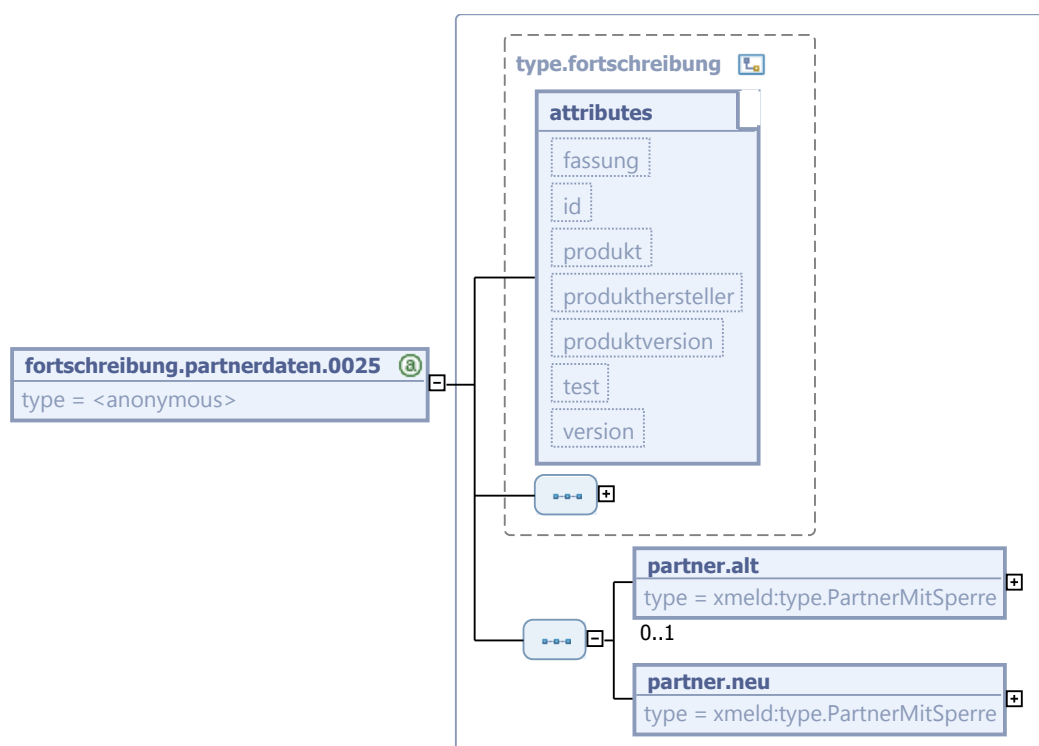 type.fortschreibung
attributes
fassung
id
produkt
produkthersteller
produktversion
test
version
fortschreibung.partnerdaten.0025 a
type = <anonymous>
partner.alt
type = xmeld:type.PartnerMitSperre
0..1
partner.neu
type = xmeld:type.PartnerMitSperre